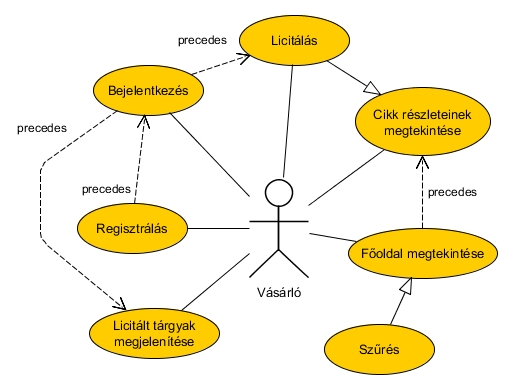 Licitálás
precedes
Bejelentkezés
Cikk részleteinek
megtekintése
precedes
precedes
precedes
Regisztrálás
Főoldal megtekintése
Vásárló
Licitált tárgyak
megjelenítése
Szűrés